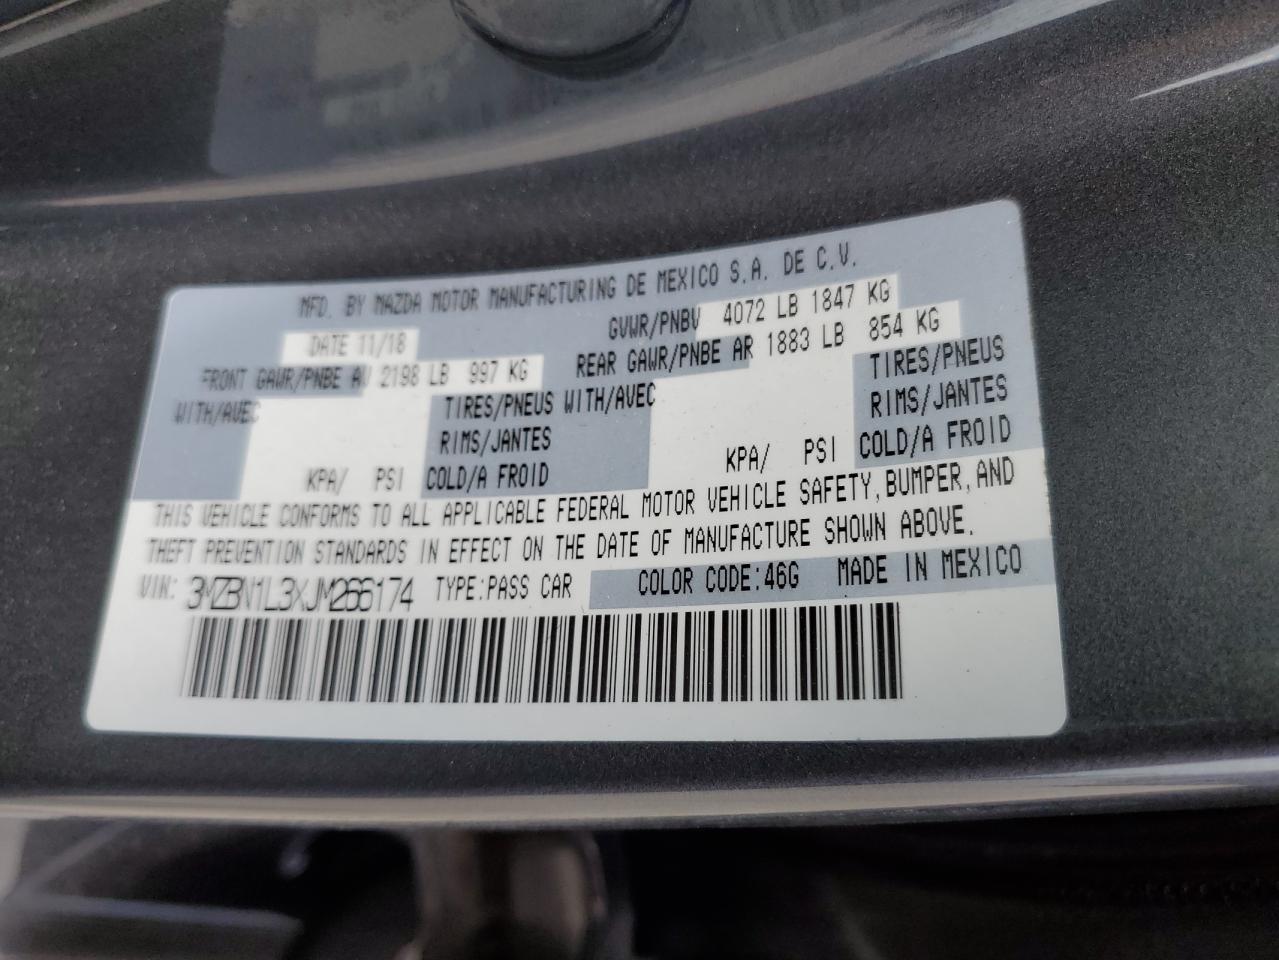 MFD. BY MAZDA MOTOR MANUFACTURING DE MEXICO S.A. DE C.V.
DATE 11/18 GVWR/PNBV 4072 LB 1847 KG
FRONT GAWR/PNBE AV 2198 LB 997 KG REAR GAWR/PNBE AR 1883 LB 854 KG
WITH/AVEC TIRES/PNEUS WITH/AVEC TIRES/PNEUS
RIMS/JANTES RIMS/JANTES
KPA/ PSI COLD/A FROID KPA/ PSI COLD/A FROID
THIS VEHICLE CONFORMS TO ALL APPLICABLE FEDERAL MOTOR VEHICLE SAFETY, BUMPER, AND
THEFT PREVENTION STANDARDS IN EFFECT ON THE DATE OF MANUFACTURE SHOWN ABOVE.
VIN: 3MZBN1L3XJM266174 TYPE:PASS CAR COLOR CODE:46G MADE IN MEXICO